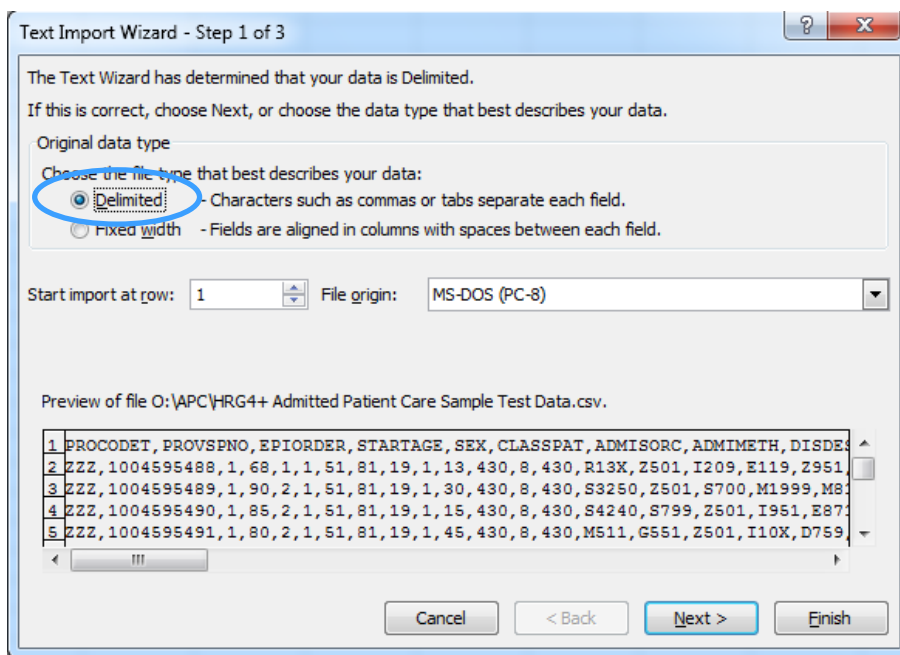 Text Import Wizard - Step 1 of 3
The Text Wizard has determined that your data is Delimited.
If this is correct, choose Next, or choose the data type that best describes your data.
Original data type
Choose the file type that best describes your data:
Delimited - Characters such as commas or tabs separate each field.
Fixed width - Fields are aligned in columns with spaces between each field.
Start import at row: 1 File origin: MS-DOS (PC-8)
Preview of file O:\APC\HRG4+ Admitted Patient Care Sample Test Data.csv.
1 PROCODET,PROVSPNO,EPIORDER,STARTAGE,SEX,CLASSPAT,ADMISORC,ADMIMETH,DISDES
2 ZZZ,1004595488,1,68,1,1,51,81,19,1,13,430,8,430,R13X,Z501,I209,E119,Z951,
3 ZZZ,1004595489,1,90,2,1,51,81,19,1,30,430,8,430,S3250,Z501,S700,M1999,M81
4 ZZZ,1004595490,1,85,2,1,51,81,19,1,15,430,8,430,S4240,S799,Z501,I951,E871
5 ZZZ,1004595491,1,80,2,1,51,81,19,1,45,430,8,430,M511,G551,Z501,I10X,D759,
Cancel < Back Next > Finish